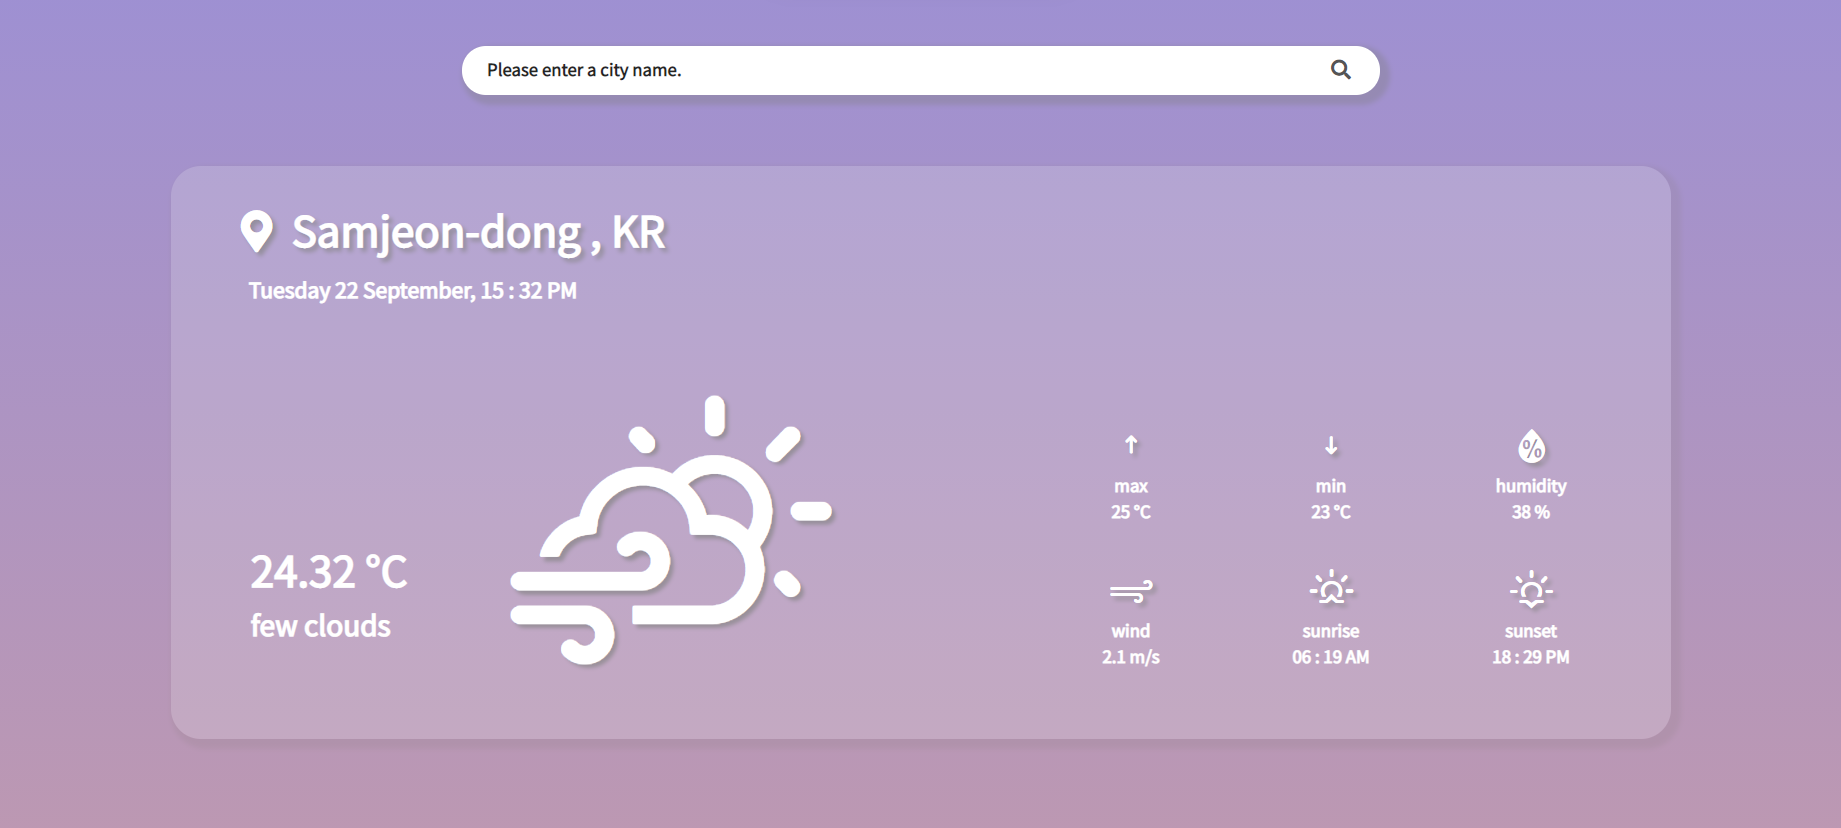 Please enter a city name.
Samjeon-dong , KR
Tuesday 22 September, 15 : 32 PM
24.32 °C
few clouds
max
25 °C
min
23 °C
%
humidity
38 %
wind
2.1 m/s
sunrise
06 : 19 AM
sunset
18 : 29 PM